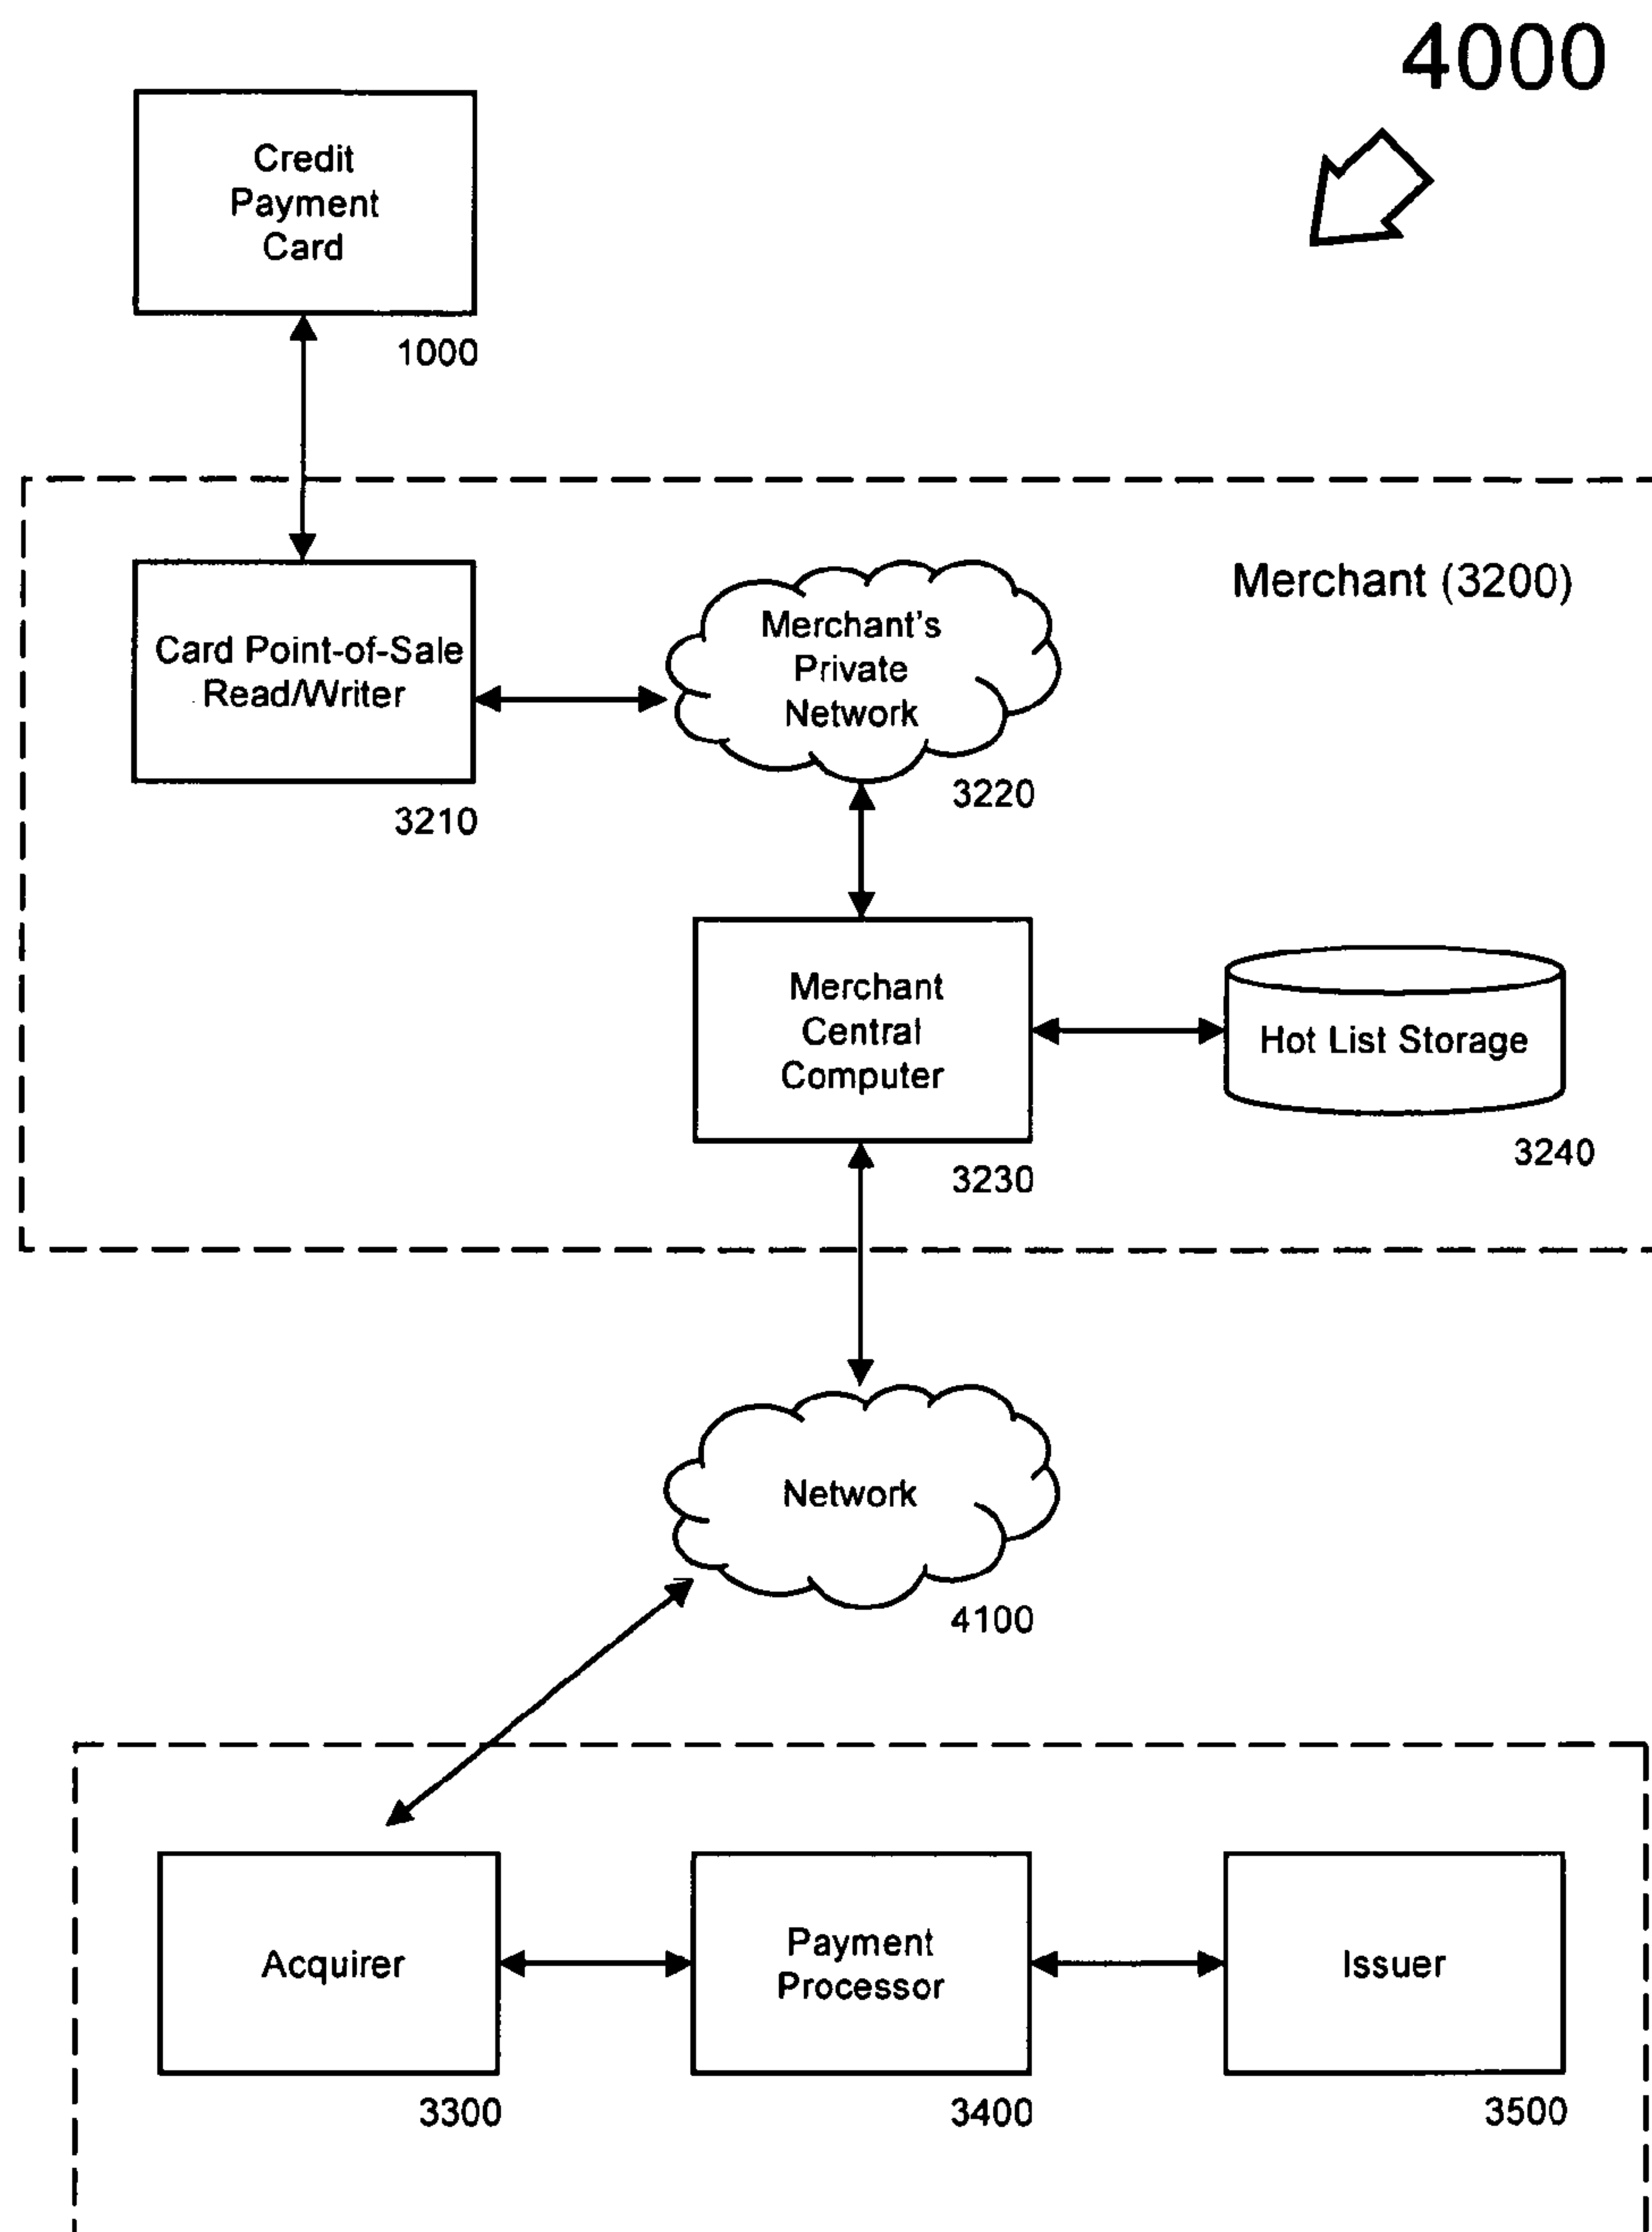 4000
Credit
Payment
Card
1000
Merchant (3200)
Card Point-of-Sale
Read/Writer
3210
Merchant's
Private
Network
3220
Merchant
Central
Computer
3230
Hot List Storage
3240
Network
4100
Acquirer
3300
Payment
Processor
3400
Issuer
3500